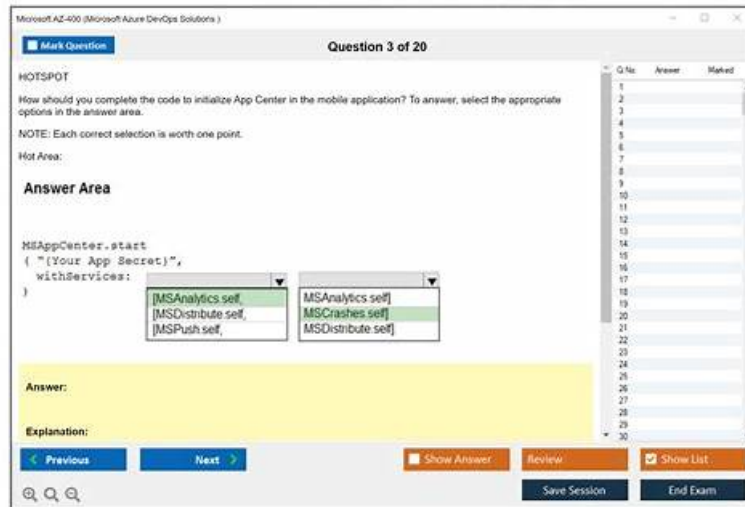 Microsoft AZ-400 (Microsoft Azure DevOps Solutions )
Mark Question
Question 3 of 20
HOTSPOT
How should you complete the code to initialize App Center in the mobile application? To answer, select the appropriate
options in the answer area.
NOTE: Each correct selection is worth one point.
Hot Area:
Answer Area
MSAppCenter.start
( "{Your App Secret}",
withServices:
)
[MSAnalytics.self,
[MSDistribute.self,
[MSPush.self,
MSAnalytics.self]
MSCrashes.self]
MSDistribute.self]
Answer:
Explanation:
Q.No. Answer Marked
1
2
3
4
5
6
7
8
9
10
11
12
13
14
15
16
17
18
19
20
21
22
23
24
25
26
27
28
29
30
Previous
Next
Show Answer
Review
Show List
Save Session
End Exam